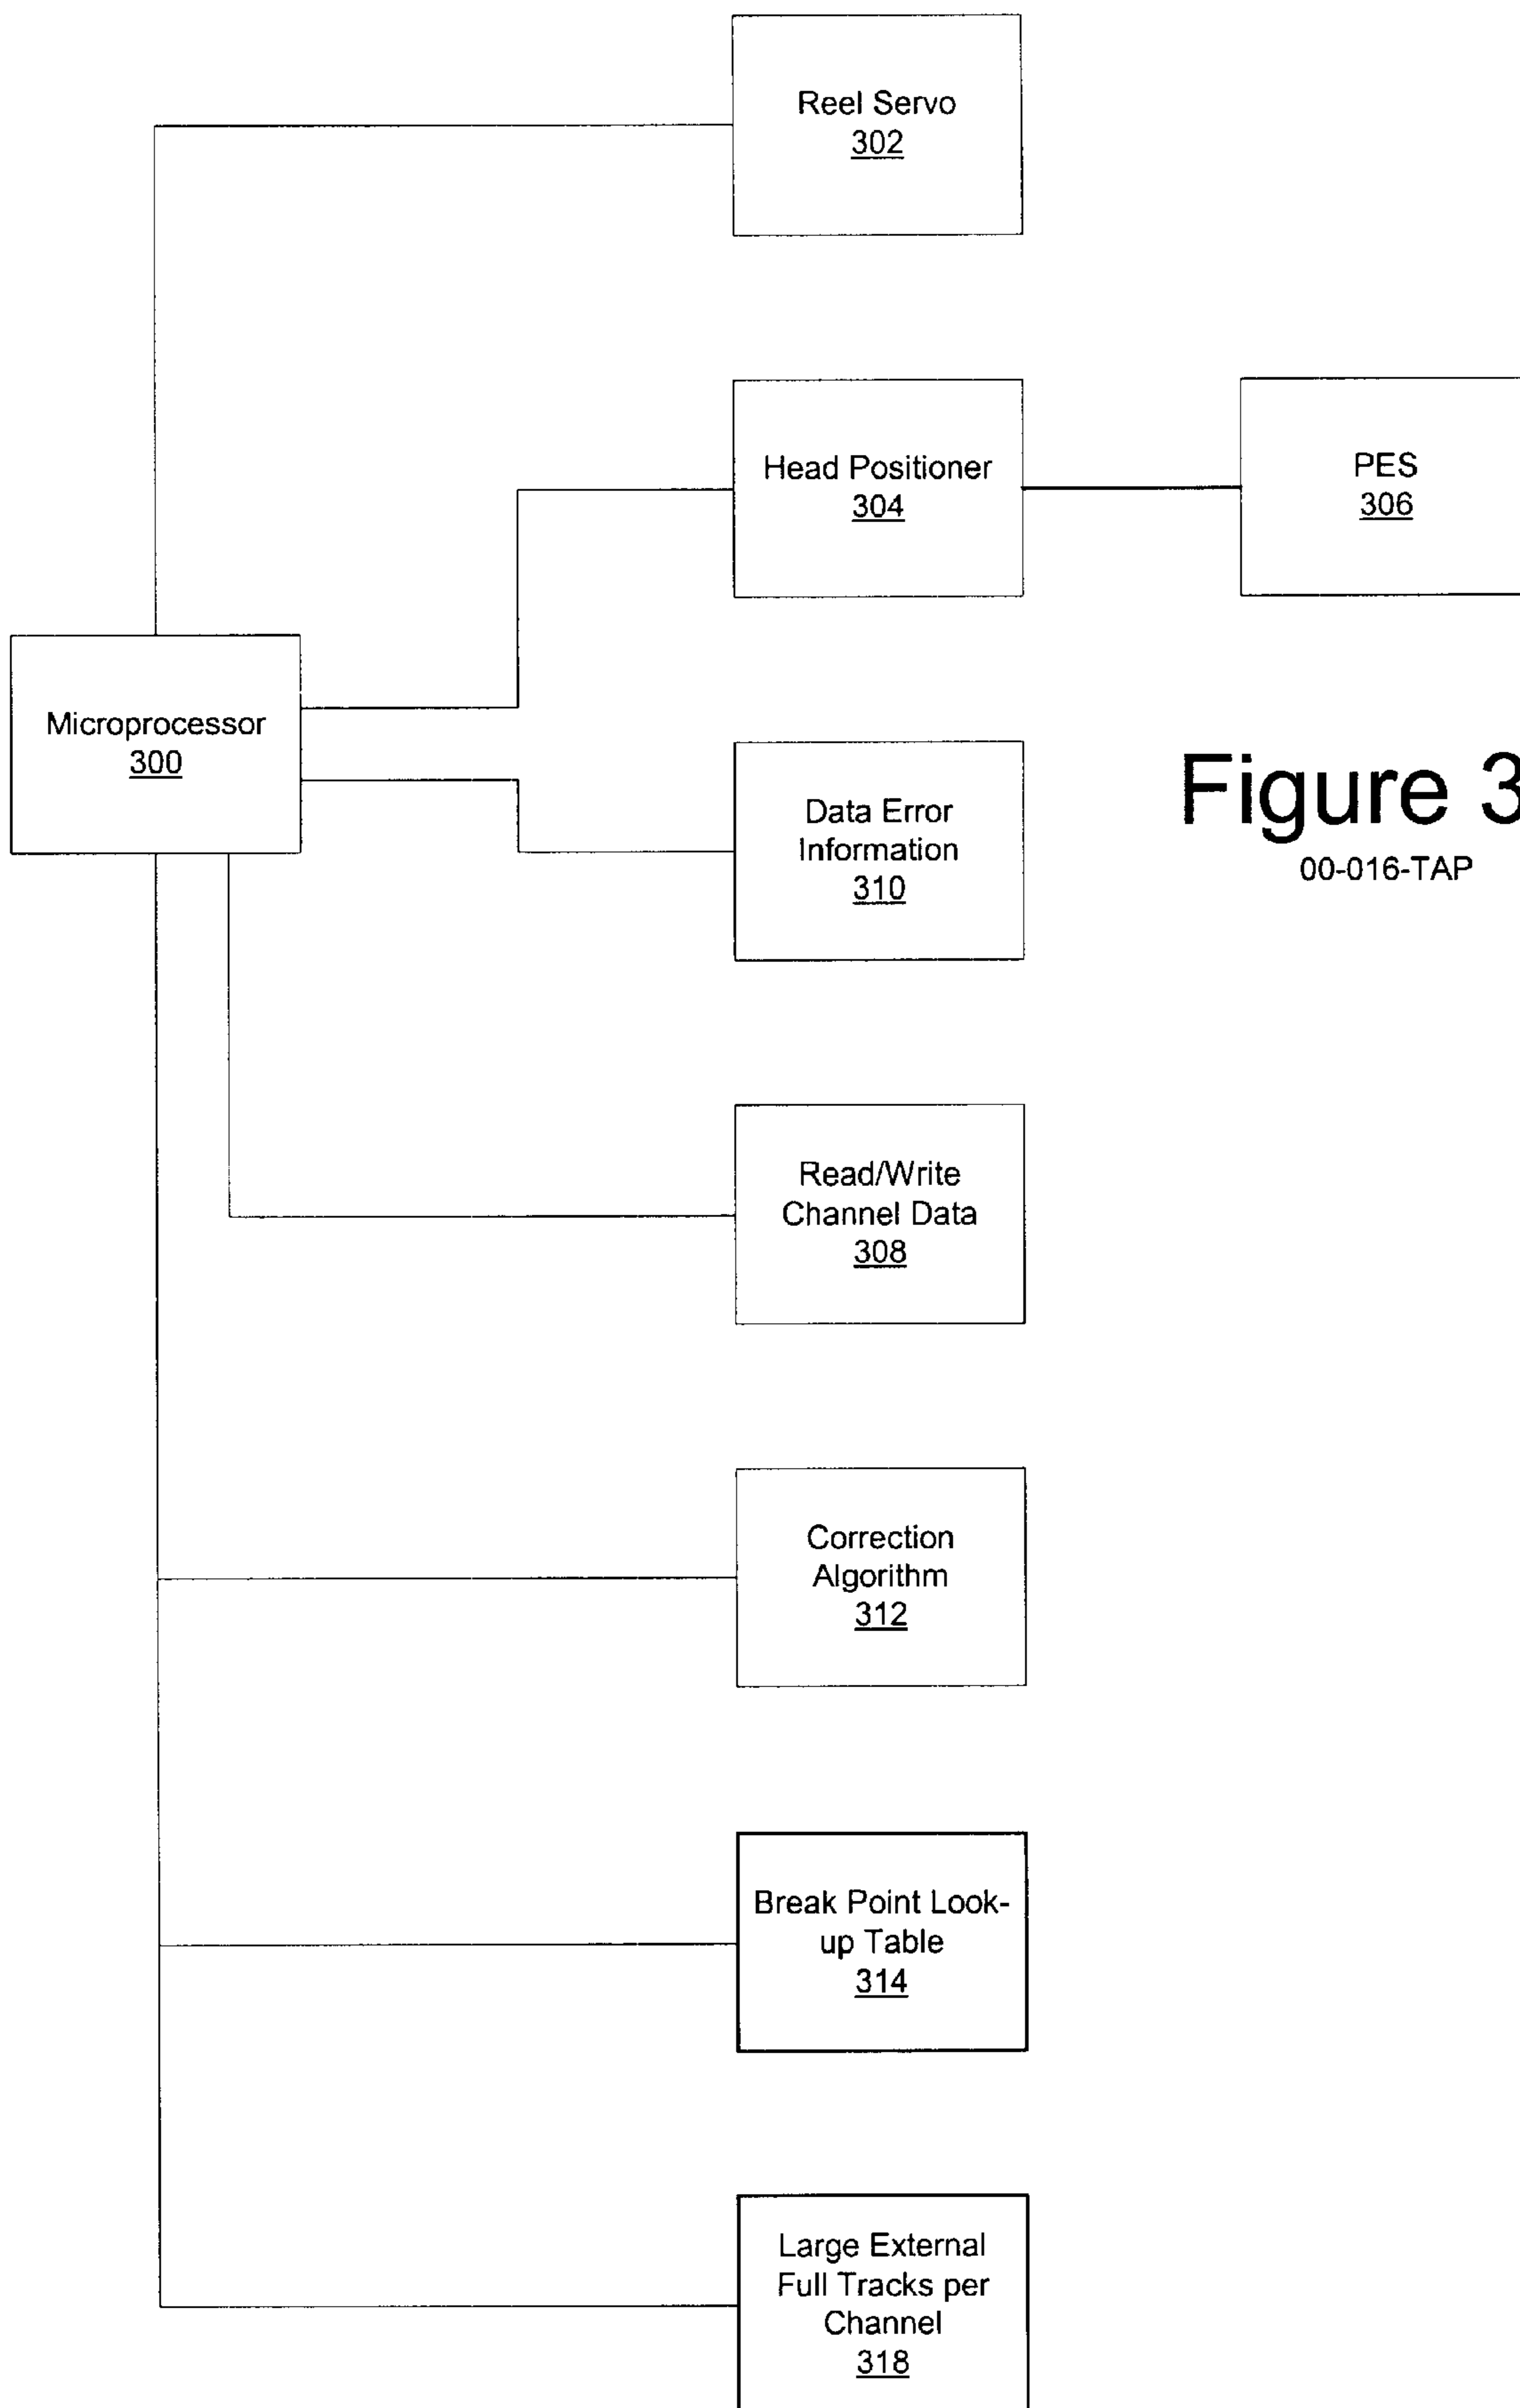 Reel Servo
302
Head Positioner
304
PES
306
Microprocessor
300
Figure 3
00-016-TAP
Data Error
Information
310
Read/Write
Channel Data
308
Correction
Algorithm
312
Break Point Look-
up Table
314
Large External
Full Tracks per
Channel
318